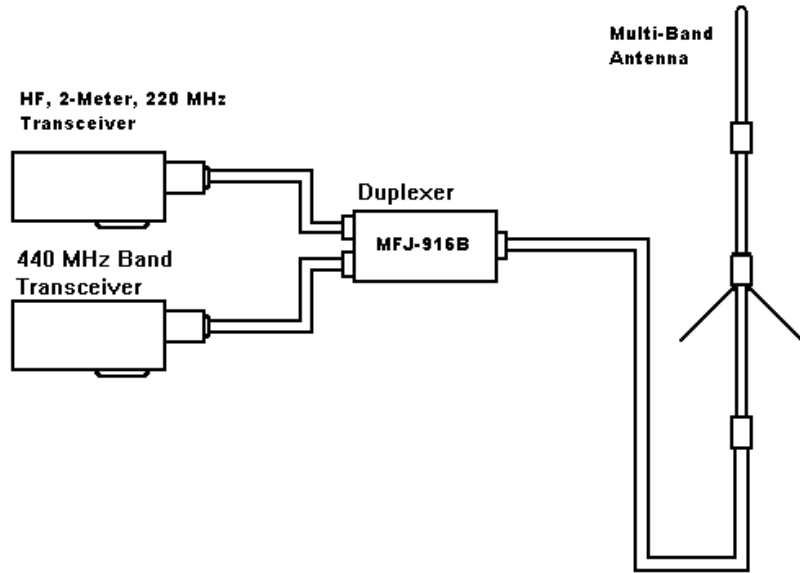 Multi-Band
Antenna
HF, 2-Meter, 220 MHz
Transceiver
Duplexer
MFJ-916B
440 MHz Band
Transceiver